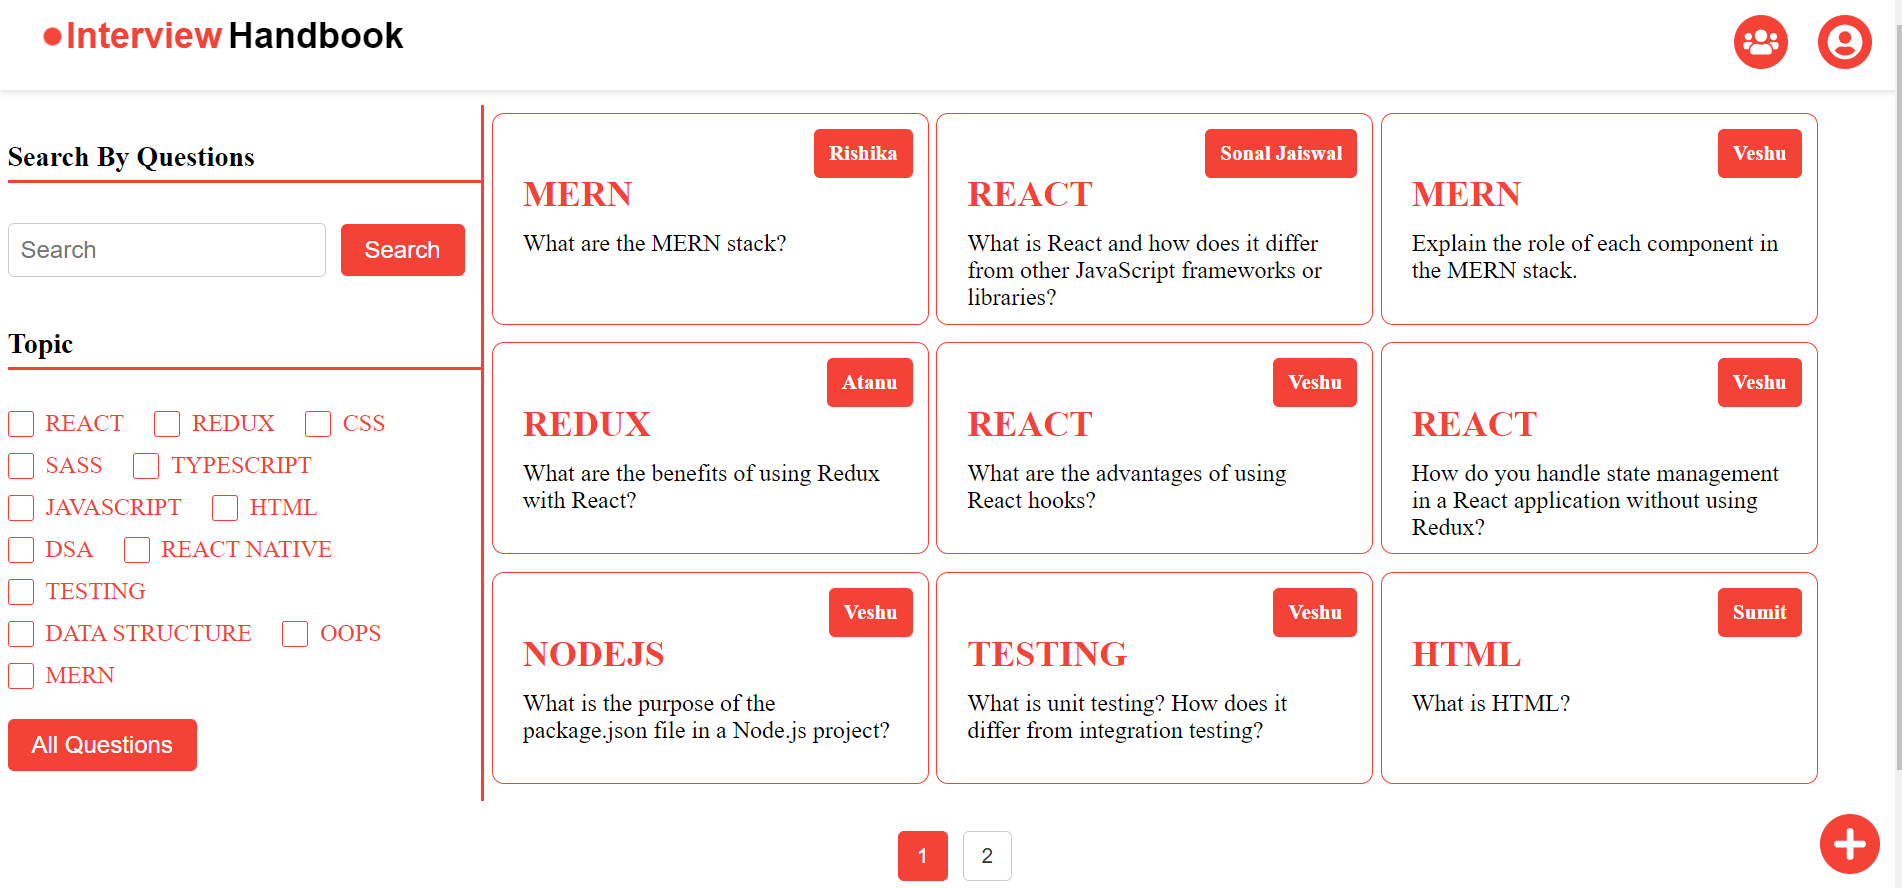 Interview Handbook
Search By Questions
Search
Search
Topic
REACT REDUX CSS
SASS TYPESCRIPT
JAVASCRIPT HTML
DSA REACT NATIVE
TESTING
DATA STRUCTURE OOPS
MERN
All Questions
Rishika
MERN
What are the MERN stack?
Sonal Jaiswal
REACT
What is React and how does it differ
from other JavaScript frameworks or
libraries?
Veshu
MERN
Explain the role of each component in
the MERN stack.
Atanu
REDUX
What are the benefits of using Redux
with React?
Veshu
REACT
What are the advantages of using
React hooks?
Veshu
REACT
How do you handle state management
in a React application without using
Redux?
Veshu
NODEJS
What is the purpose of the
package.json file in a Node.js project?
Veshu
TESTING
What is unit testing? How does it
differ from integration testing?
Sumit
HTML
What is HTML?
1 2